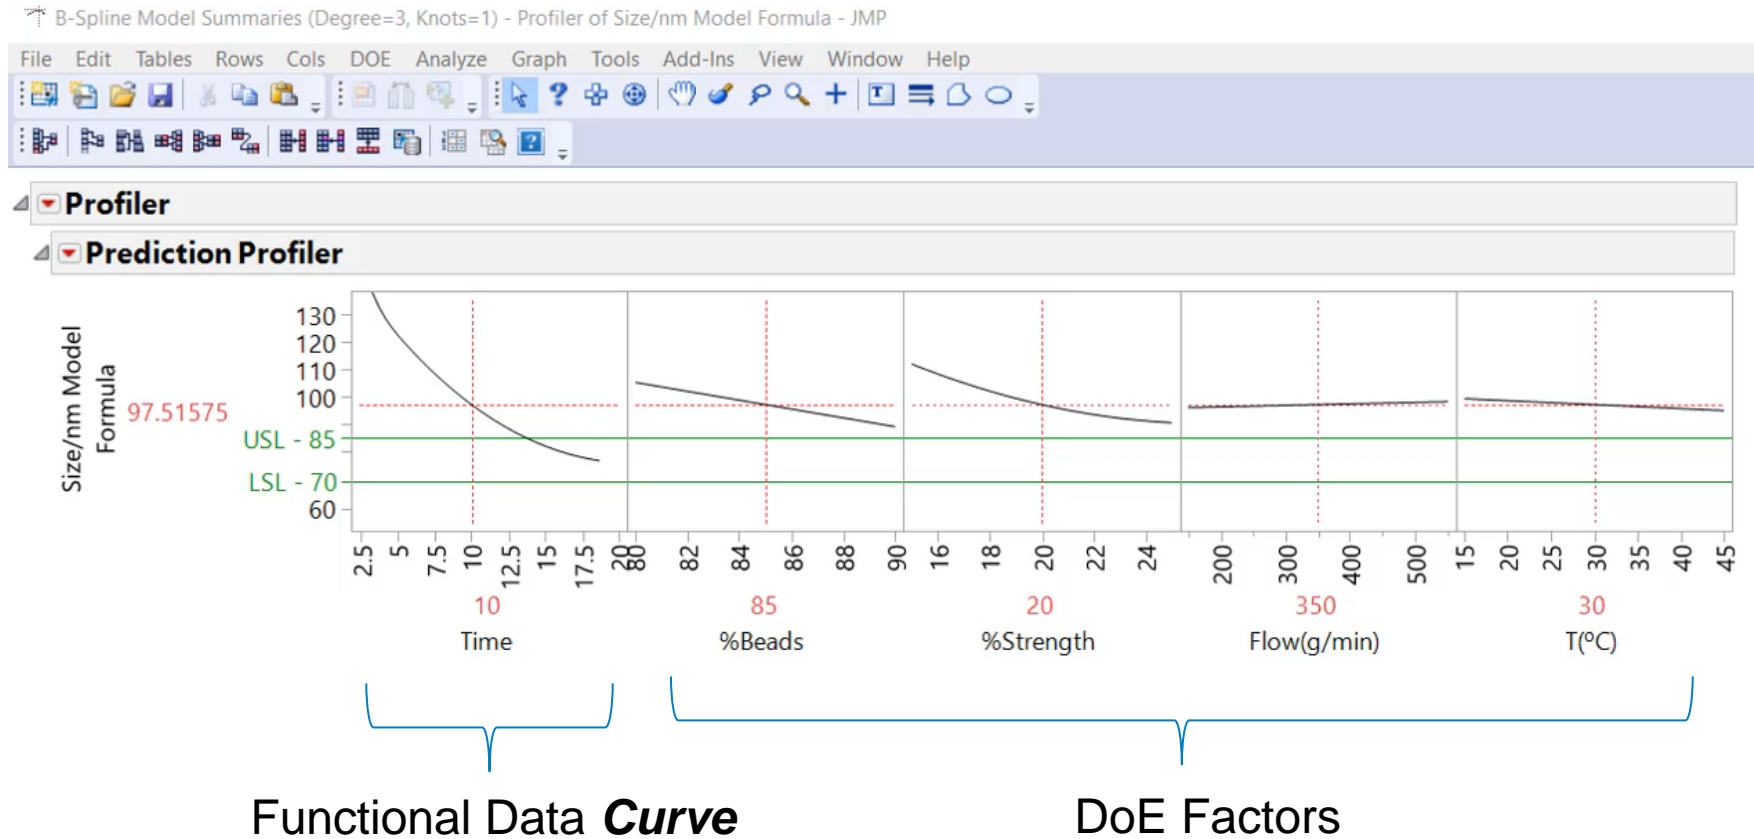 B-Spline Model Summaries (Degree=3, Knots=1) - Profiler of Size/nm Model Formula - JMP
File Edit Tables Rows Cols DOE Analyze Graph Tools Add-Ins View Window Help
Profiler
Prediction Profiler
Size/nm Model
Formula
97.51575
130
120
110
100
USL - 85
LSL - 70
60
2.5 5 7.5 10 12.5 15 17.5 20 80 82 84 86 88 90 16 18 20 22 24 200 300 400 500 15 20 25 30 35 40 45
10 85 20 350 30
Time %Beads %Strength Flow(g/min) T(ºC)
Functional Data Curve DoE Factors